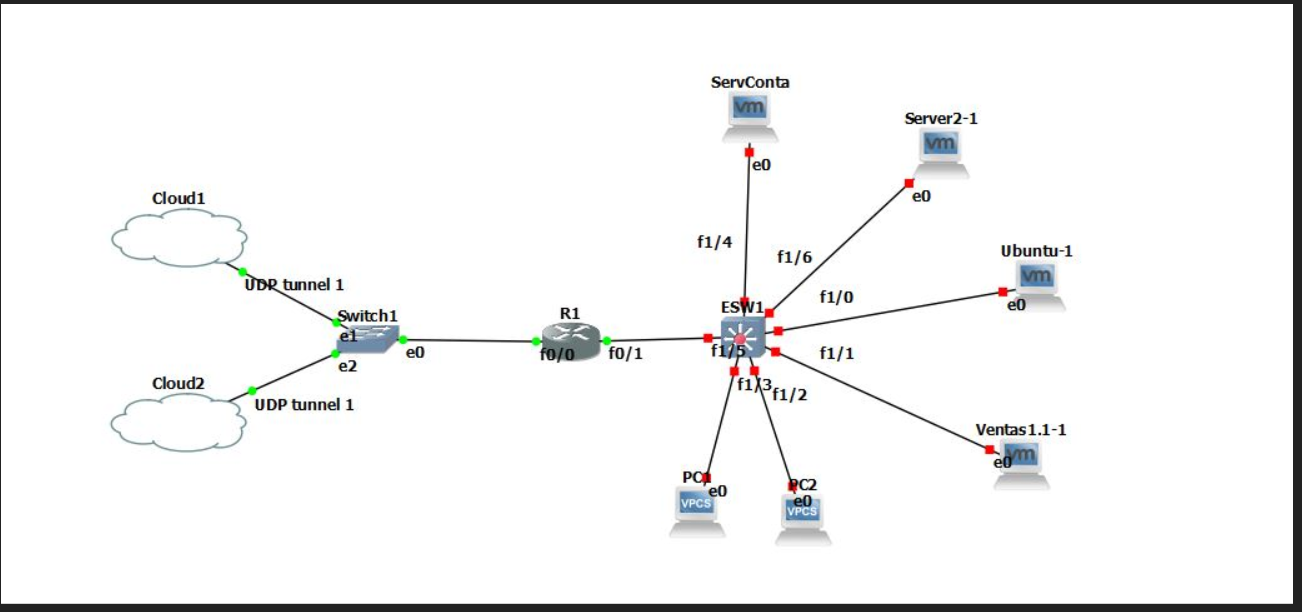 ServConta
vm
e0
Server2-1
vm
e0
Cloud1
UDP tunnel 1
f1/4
f1/6
Ubuntu-1
vm
e0
f1/0
Switch1
e1
e0
e2
R1
f0/0
f0/1
ESW1
f1/5
f1/1
Cloud2
UDP tunnel 1
f1/3
f1/2
Ventas1.1-1
vm
e0
PC1
e0
VPCS
PC2
e0
VPCS